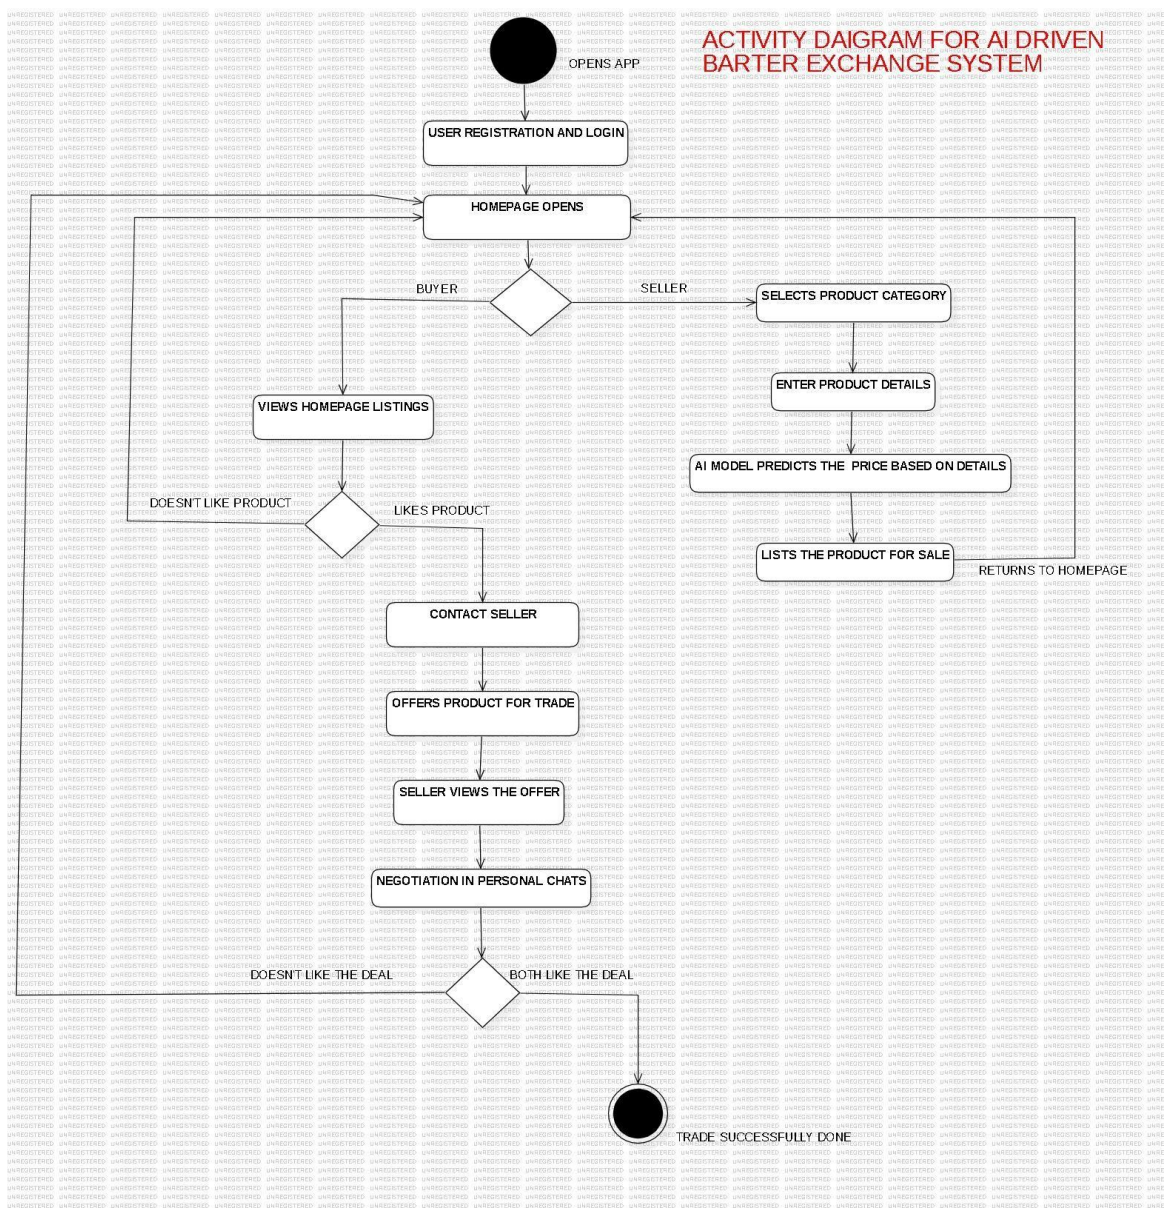 ACTIVITY DAIGRAM FOR AI DRIVEN
BARTER EXCHANGE SYSTEM
OPENS APP
USER REGISTRATION AND LOGIN
HOMEPAGE OPENS
BUYER
SELLER
SELECTS PRODUCT CATEGORY
ENTER PRODUCT DETAILS
VIEWS HOMEPAGE LISTINGS
AI MODEL PREDICTS THE  PRICE BASED ON DETAILS
DOESN'T LIKE PRODUCT
LIKES PRODUCT
LISTS THE PRODUCT FOR SALE
RETURNS TO HOMEPAGE
CONTACT SELLER
OFFERS PRODUCT FOR TRADE
SELLER VIEWS THE OFFER
NEGOTIATION IN PERSONAL CHATS
DOESN'T LIKE THE DEAL
BOTH LIKE THE DEAL
TRADE SUCCESSFULLY DONE
UNREGISTERED